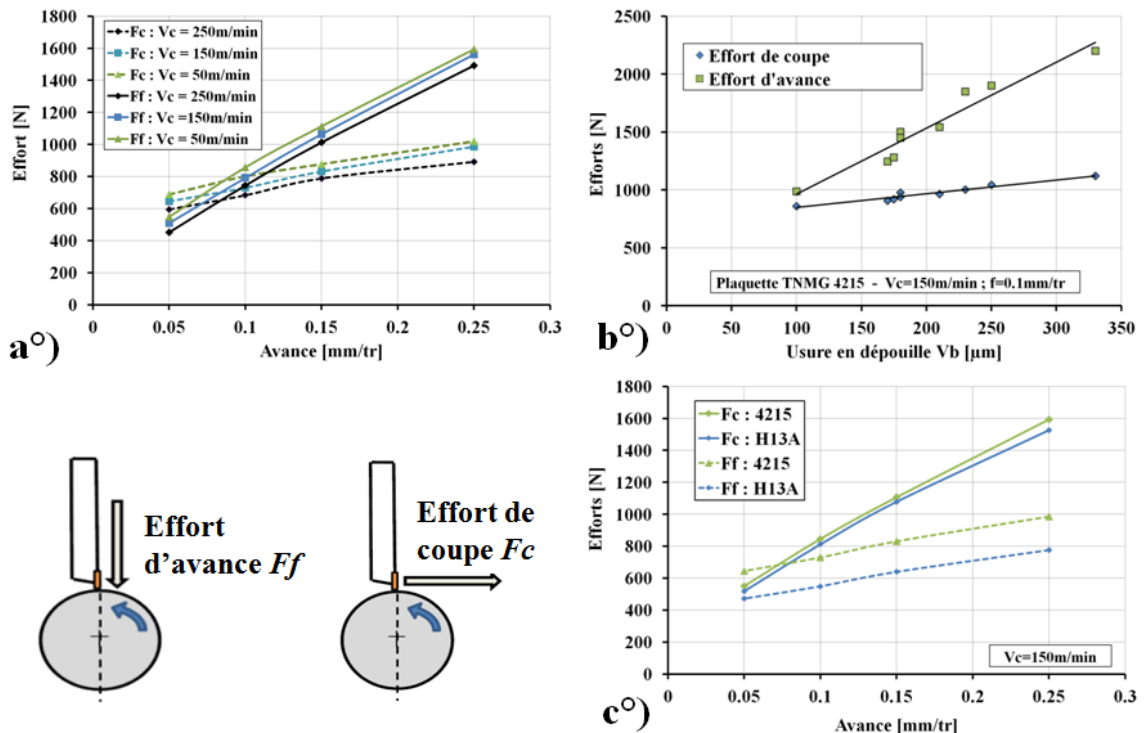 1800
1600
1400
1200
1000
800
600
400
200
0
Effort [N]
Fc : Vc = 250m/min
Fc : Vc = 150m/min
Fc : Vc = 50m/min
Ff : Vc = 250m/min
Ff : Vc =150m/min
Ff : Vc = 50m/min
0 0.05 0.1 0.15 0.2 0.25 0.3
Avance [mm/tr]
a°)
2500
2000
1500
1000
500
0
Efforts [N]
Effort de coupe
Effort d'avance
Plaquette TNMG 4215 - Vc=150m/min ; f=0.1mm/tr
0 50 100 150 200 250 300 350
Usure en dépouille Vb [µm]
b°)
Effort
d’avance Ff
Effort de
coupe Fc
1800
1600
1400
1200
1000
800
600
400
200
0
Efforts [N]
Fc : 4215
Fc : H13A
Ff : 4215
Ff : H13A
Vc=150m/min
0 0.05 0.1 0.15 0.2 0.25 0.3
Avance [mm/tr]
c°)